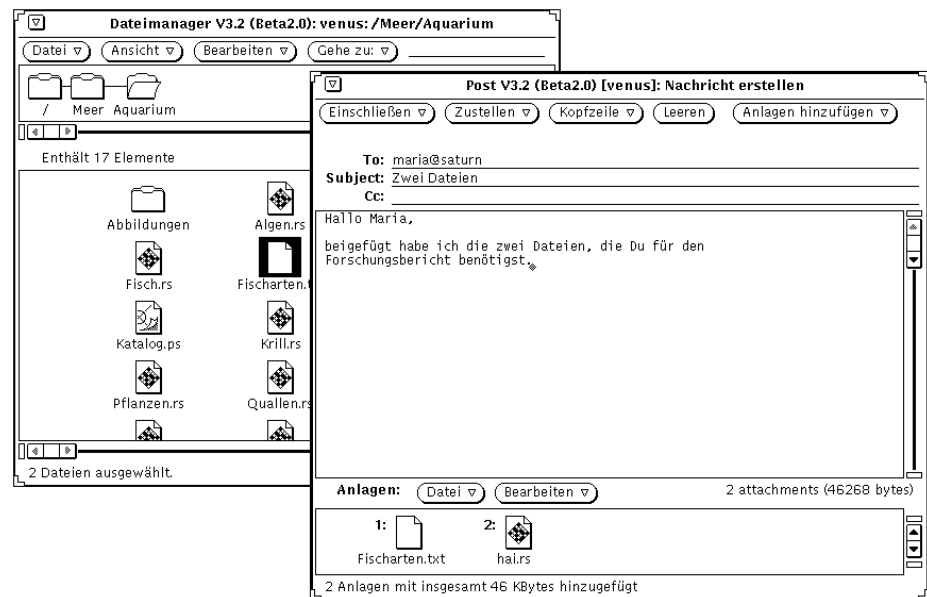 Dateimanager V3.2 (Beta2.0): venus: /Meer/Aquarium
Datei Ansicht Bearbeiten Gehe zu:
/ Meer Aquarium
Enthält 17 Elemente
Abbildungen Algen.rs
Fisch.rs Fischarten.t
Katalog.ps Krill.rs
Pflanzen.rs Quallen.rs
2 Dateien ausgewählt.
Post V3.2 (Beta2.0) [venus]: Nachricht erstellen
Einschließen Zustellen Kopfzeile Leeren Anlagen hinzufügen
To: maria@saturn
Subject: Zwei Dateien
Cc:
Hallo Maria,
beigefügt habe ich die zwei Dateien, die Du für den
Forschungsbericht benötigst.
Anlagen: Datei Bearbeiten 2 attachments (46268 bytes)
1: 2:
Fischarten.txt hai.rs
2 Anlagen mit insgesamt 46 KBytes hinzugefügt